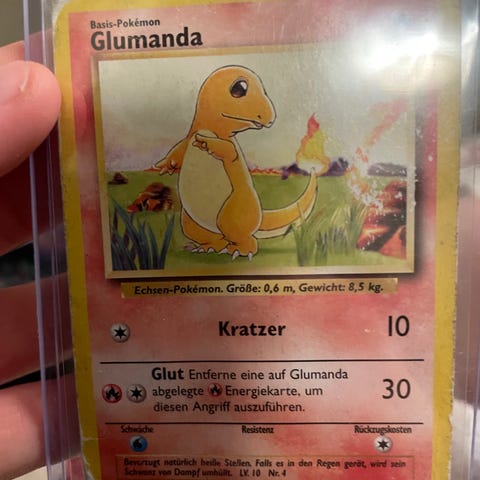 Basis-Pokémon
Glumanda
Echsen-Pokémon. Größe: 0,6 m, Gewicht: 8,5 kg.
Kratzer 10
Glut Entferne eine auf Glumanda
abgelegte Energiekarte, um
diesen Angriff auszuführen.
30
Schwäche Resistenz Rückzugskosten
Bevorzugt natürlich heiße Stellen. Falls es in den Regen gerät, wird sein
Schwanz von Dampf umhüllt. LV. 10 Nr. 4